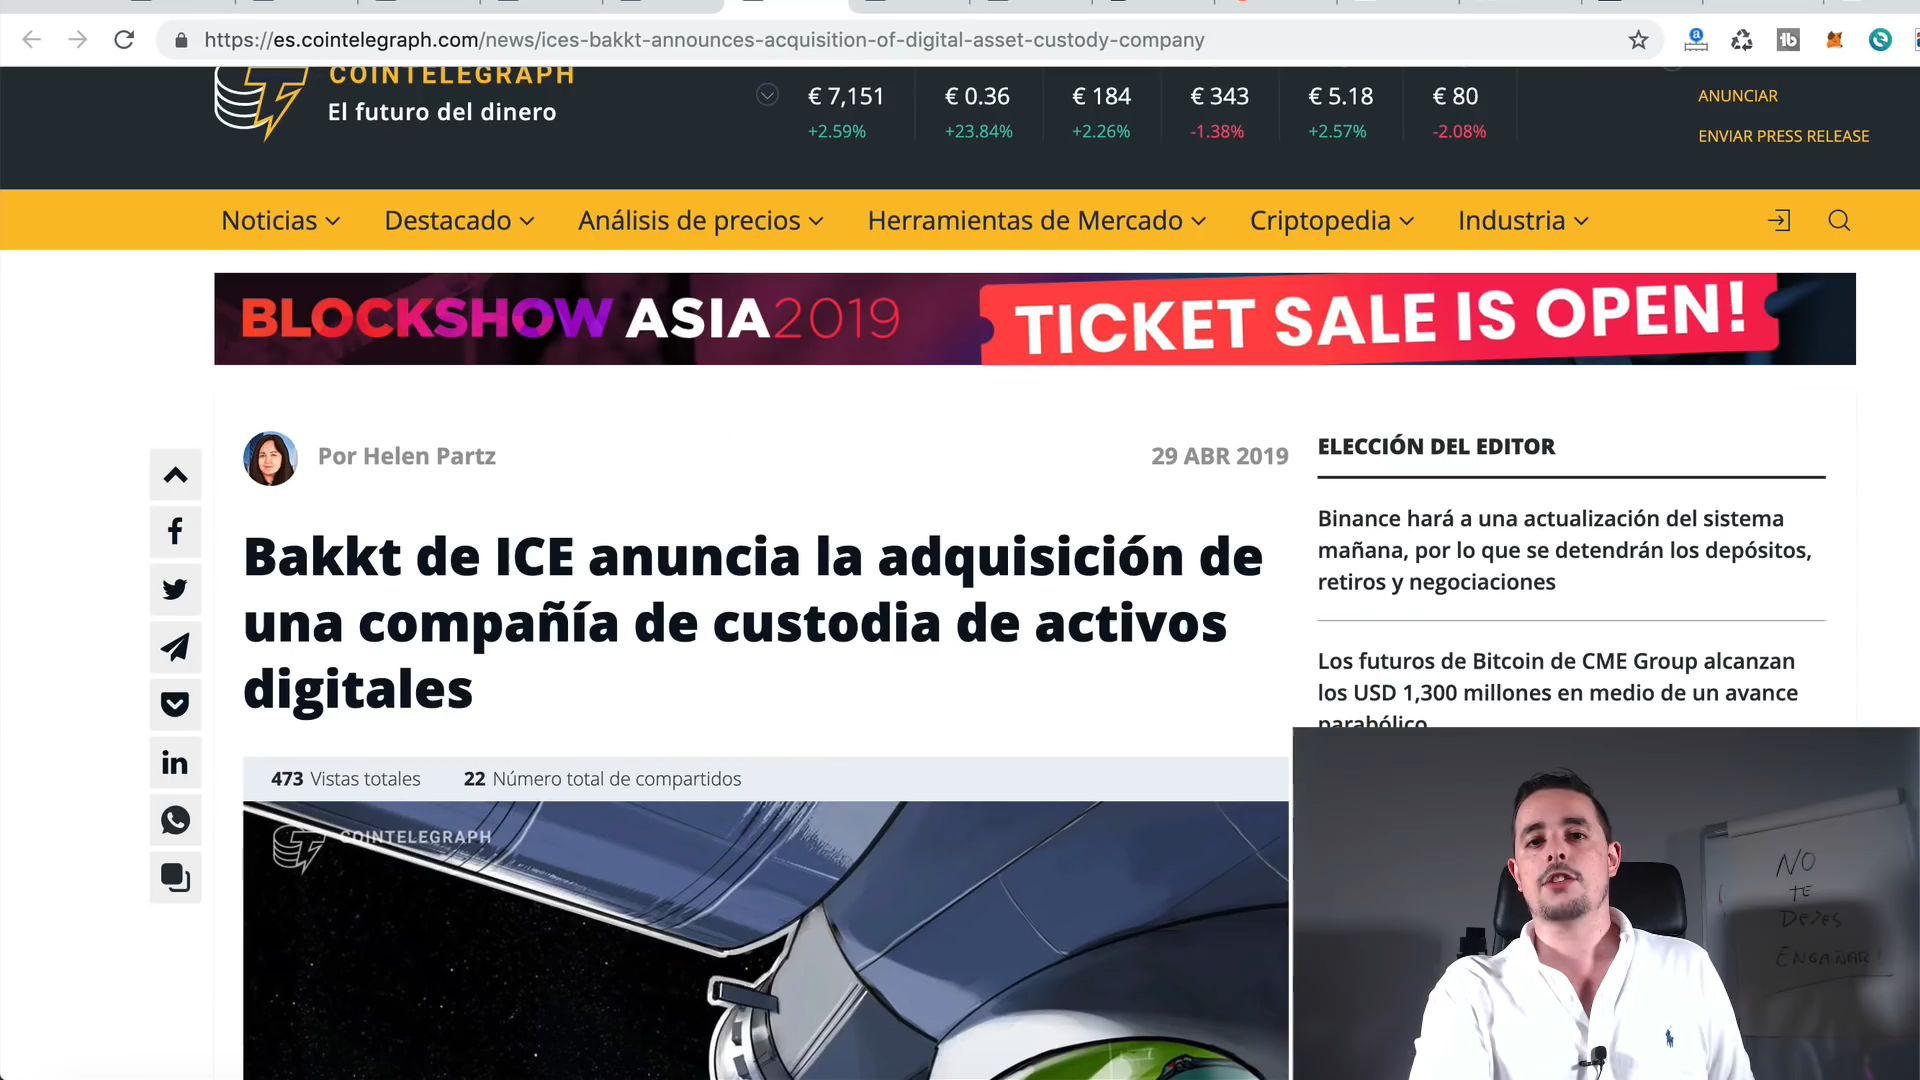 https://es.cointelegraph.com/news/ices-bakkt-announces-acquisition-of-digital-asset-custody-company
COINTELEGRAPH
El futuro del dinero
€ 7,151
€ 0.36
€ 184
€ 343
€ 5.18
€ 80
+2.59%
+23.84%
+2.26%
-1.38%
+2.57%
-2.08%
ANUNCIAR
ENVIAR PRESS RELEASE
Noticias
Destacado
Análisis de precios
Herramientas de Mercado
Criptopedia
Industria
BLOCKSHOW ASIA 2019
TICKET SALE IS OPEN!
Por Helen Partz
29 ABR 2019
Bakkt de ICE anuncia la adquisición de
una compañía de custodia de activos
digitales
473 Vistas totales
22 Número total de compartidos
COINTELEGRAPH
ELECCIÓN DEL EDITOR
Binance hará a una actualización del sistema
mañana, por lo que se detendrán los depósitos,
retiros y negociaciones
Los futuros de Bitcoin de CME Group alcanzan
los USD 1,300 millones en medio de un avance
parabólico
NO
TE
DEJES
ENGAÑAR!